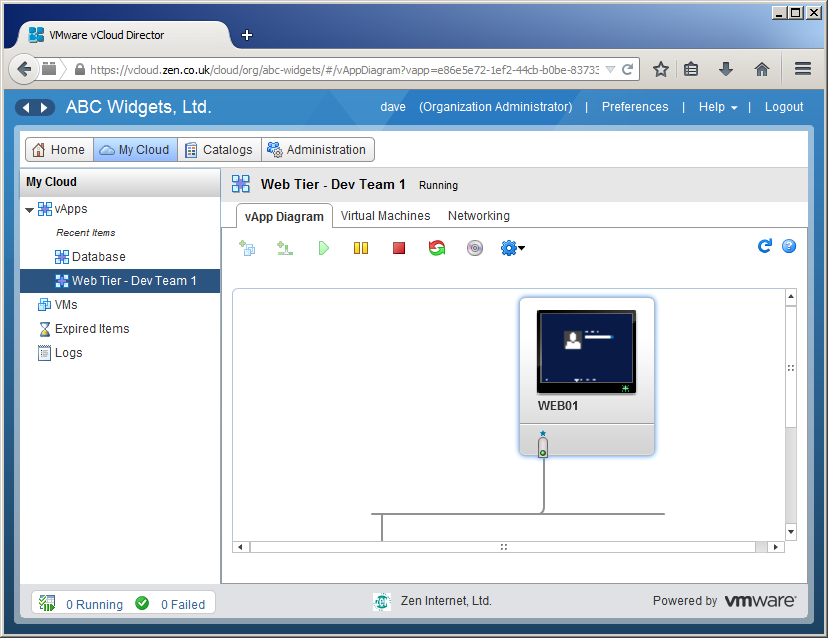 VMware vCloud Director
https://vcloud.zen.co.uk/cloud/org/abc-widgets/#/vAppDiagram?vapp=e86e5e72-1ef2-44cb-b0be-83733
ABC Widgets, Ltd.
dave (Organization Administrator) | Preferences | Help | Logout
Home My Cloud Catalogs Administration
My Cloud
vApps
Recent Items
Database
Web Tier - Dev Team 1
VMs
Expired Items
Logs
Web Tier - Dev Team 1 Running
vApp Diagram Virtual Machines Networking
WEB01
0 Running 0 Failed
Zen Internet, Ltd.
Powered by vmware